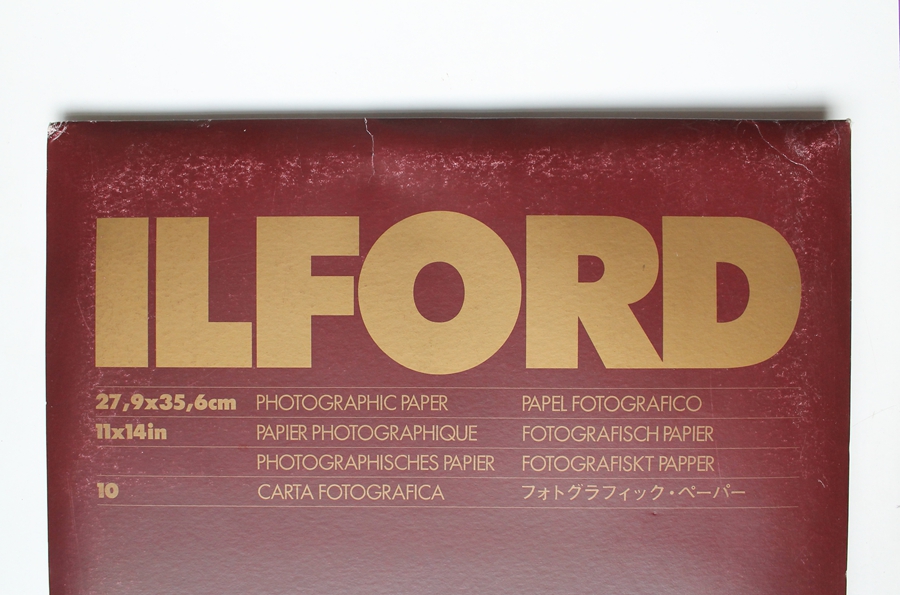 ILFORD
27,9x35,6cm PHOTOGRAPHIC PAPER PAPEL FOTOGRAFICO
11x14in PAPIER PHOTOGRAPHIQUE FOTOGRAFISCH PAPIER
PHOTOGRAPHISCHES PAPIER FOTOGRAFISKT PAPPER
10 CARTA FOTOGRAFICA フォトグラフィック・ペーパー